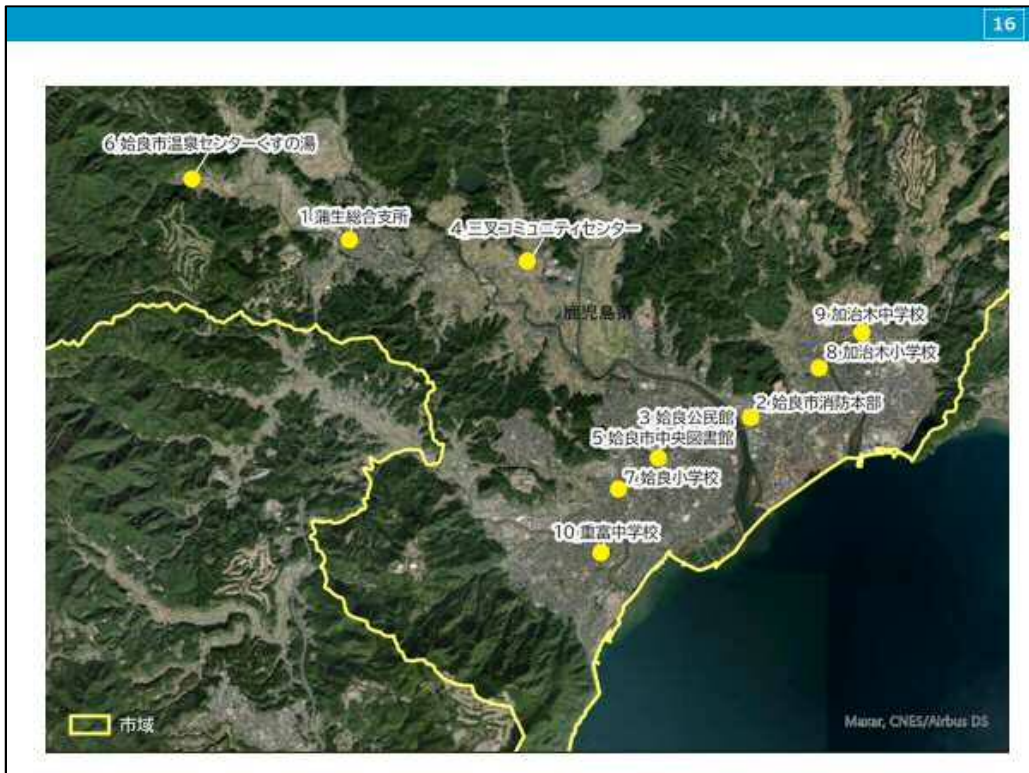 16
6 姶良市温泉センターくすの湯
1 蒲生総合支所
4 三叉コミュニティセンター
鹿児島県
9 加治木中学校
8 加治木小学校
2 姶良市消防本部
3 姶良公民館
5 姶良市中央図書館
7 姶良小学校
10 重富中学校
市域
Maxar, CNES/Airbus DS